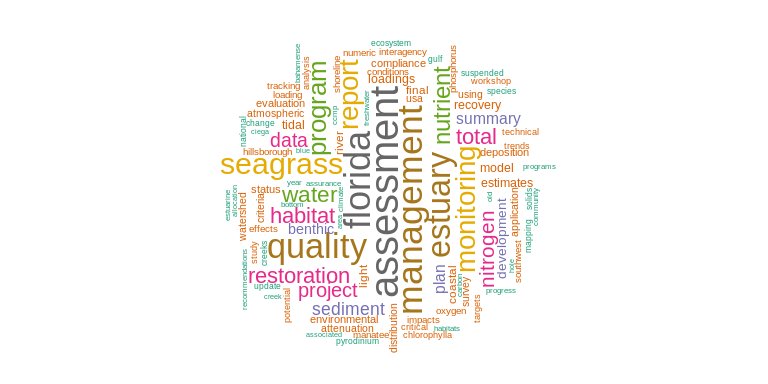 ecosystem
numeric
interagency
gulf
bahamense
analysis
program
shoreline
report
compliance
conditions
loadings
nutrient
phosphorus
suspended
workshop
species
tracking
loading
evaluation
atmospheric
ccmp
freshwater
final
usa
using
recovery
national
change
ciega
tidal
river
summary
data
total
technical
trends
hillsborough
blue
florida
assessment
management
estuary
monitoring
deposition
seagrass
model
programs
year
assurance
estimates
estuarine
allocation
status
water
bottom
climate
area
old
solids
community
watershed
criteria
habitat
nitrogen
development
application
effects
benthic
mapping
study
creeks
quality
southwest
hole
recommendations
restoration
light
plan
coastal
carbon
survey
update
project
progress
creek
potential
sediment
distribution
oxygen
targets
environmental
impacts
attenuation
critical
habitats
associated
manatee
chlorophylla
pyrodinium